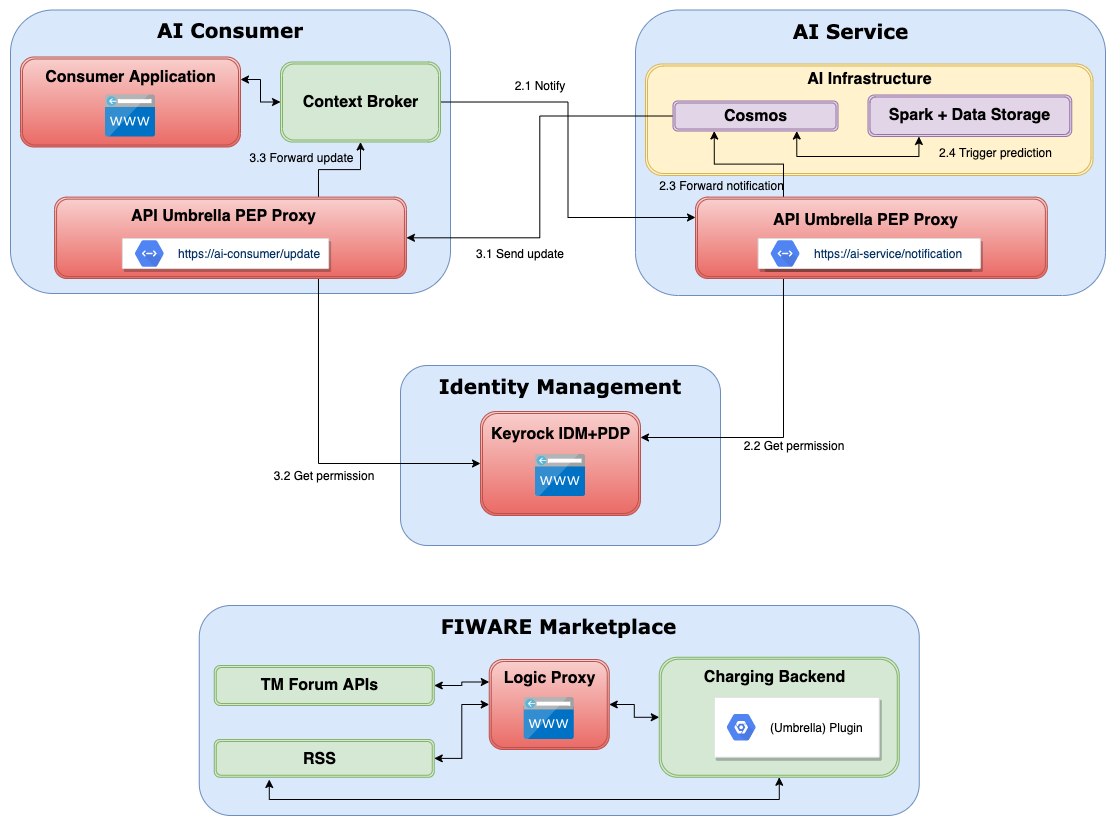 AI Consumer
Consumer Application
WWW
Context Broker
3.3 Forward update
API Umbrella PEP Proxy
https://ai-consumer/update
2.1 Notify
3.1 Send update
AI Service
AI Infrastructure
Cosmos
Spark + Data Storage
2.4 Trigger prediction
2.3 Forward notification
API Umbrella PEP Proxy
https://ai-service/notification
Identity Management
Keyrock IDM+PDP
WWW
3.2 Get permission
2.2 Get permission
FIWARE Marketplace
TM Forum APIs
RSS
Logic Proxy
WWW
Charging Backend
(Umbrella) Plugin